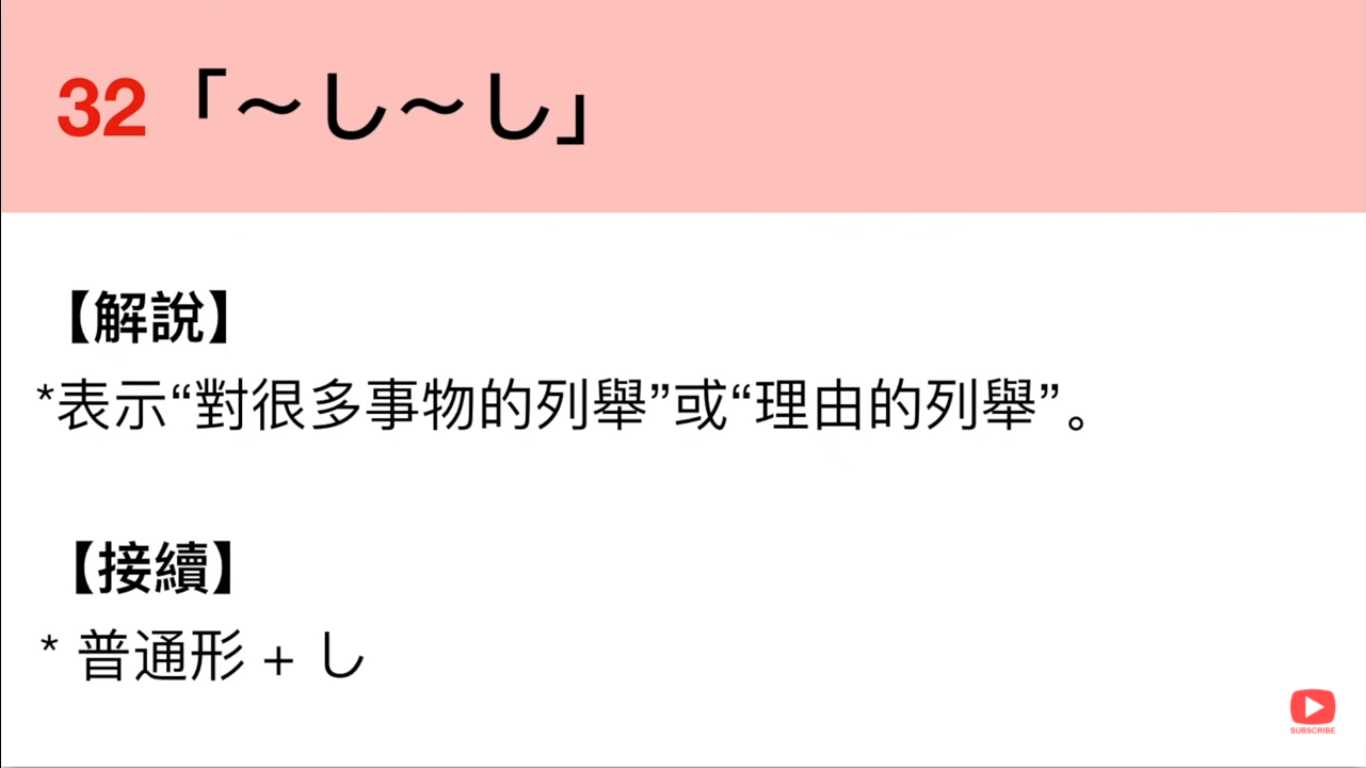 32「～し～し」
【解說】
*表示“對很多事物的列舉”或“理由的列舉”。
【接續】
* 普通形 + し
SUBSCRIBE